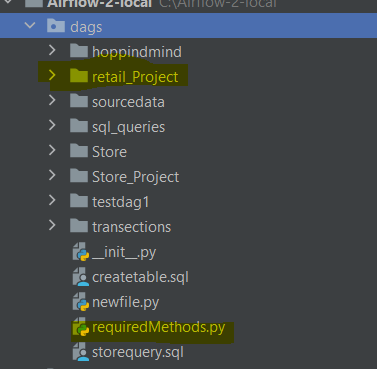 Airflow-2-local C:\Airflow-2-local
dags
hoppindmind
retail_Project
sourcedata
sql_queries
Store
Store_Project
testdag1
transections
__init__.py
createtable.sql
newfile.py
requiredMethods.py
storequery.sql